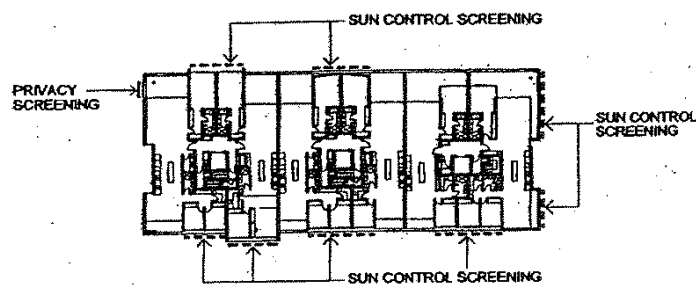 SUN CONTROL SCREENING
PRIVACY
SCREENING
SUN CONTROL
SCREENING
SUN CONTROL SCREENING